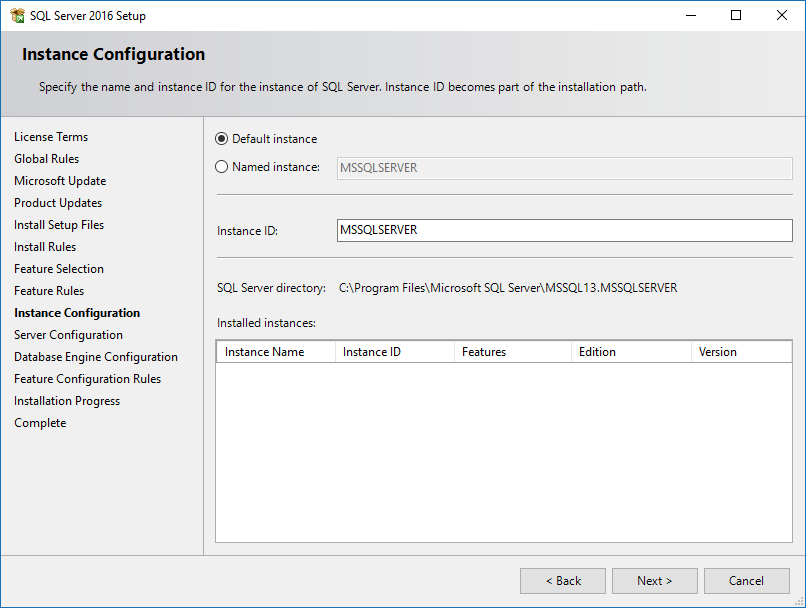 SQL Server 2016 Setup
Instance Configuration
Specify the name and instance ID for the instance of SQL Server. Instance ID becomes part of the installation path.
License Terms
Global Rules
Microsoft Update
Product Updates
Install Setup Files
Install Rules
Feature Selection
Feature Rules
Instance Configuration
Server Configuration
Database Engine Configuration
Feature Configuration Rules
Installation Progress
Complete
Default instance
Named instance: MSSQLSERVER
Instance ID: MSSQLSERVER
SQL Server directory: C:\Program Files\Microsoft SQL Server\MSSQL13.MSSQLSERVER
Installed instances:
Instance Name Instance ID Features Edition Version
< Back Next > Cancel